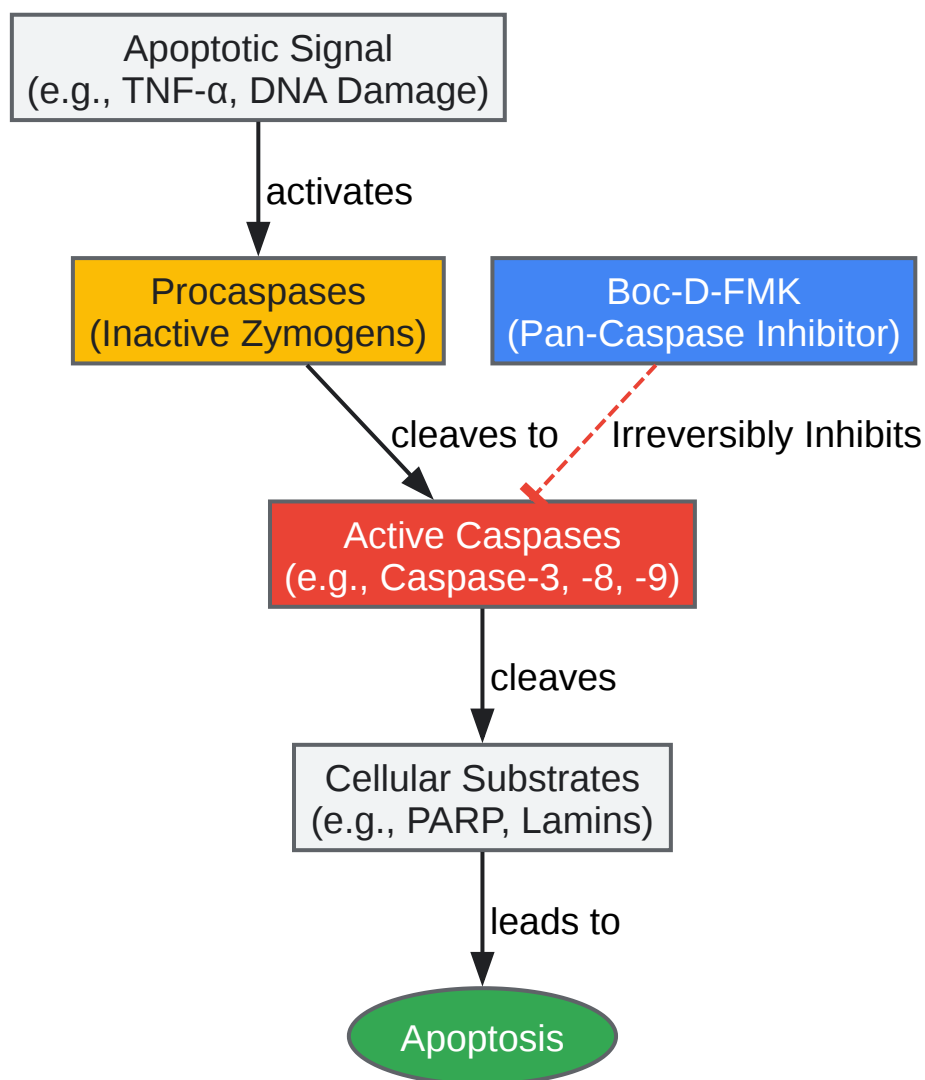 Apoptotic Signal
(e.g., TNF-α, DNA Damage)
activates
Procaspases
(Inactive Zymogens)
Boc-D-FMK
(Pan-Caspase Inhibitor)
cleaves to
Irreversibly Inhibits
Active Caspases
(e.g., Caspase-3, -8, -9)
cleaves
Cellular Substrates
(e.g., PARP, Lamins)
leads to
Apoptosis